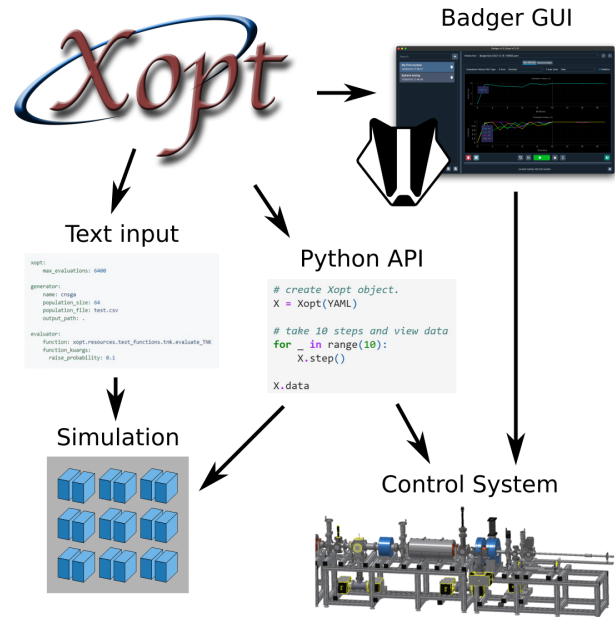 Xopt
Badger GUI
Text input
xopt:
    max_evaluations: 6400
generator:
    name: cnsga
    population_size: 64
    population_file: test.csv
    output_path: .
evaluator:
    function: xopt.resources.test_functions.tnk.evaluate_TNK
    function_kwargs:
      raise_probability: 0.1
Python API
# create Xopt object.
X = Xopt(YAML)
# take 10 steps and view data
for _ in range(10):
    X.step()
X.data
Simulation
Control System